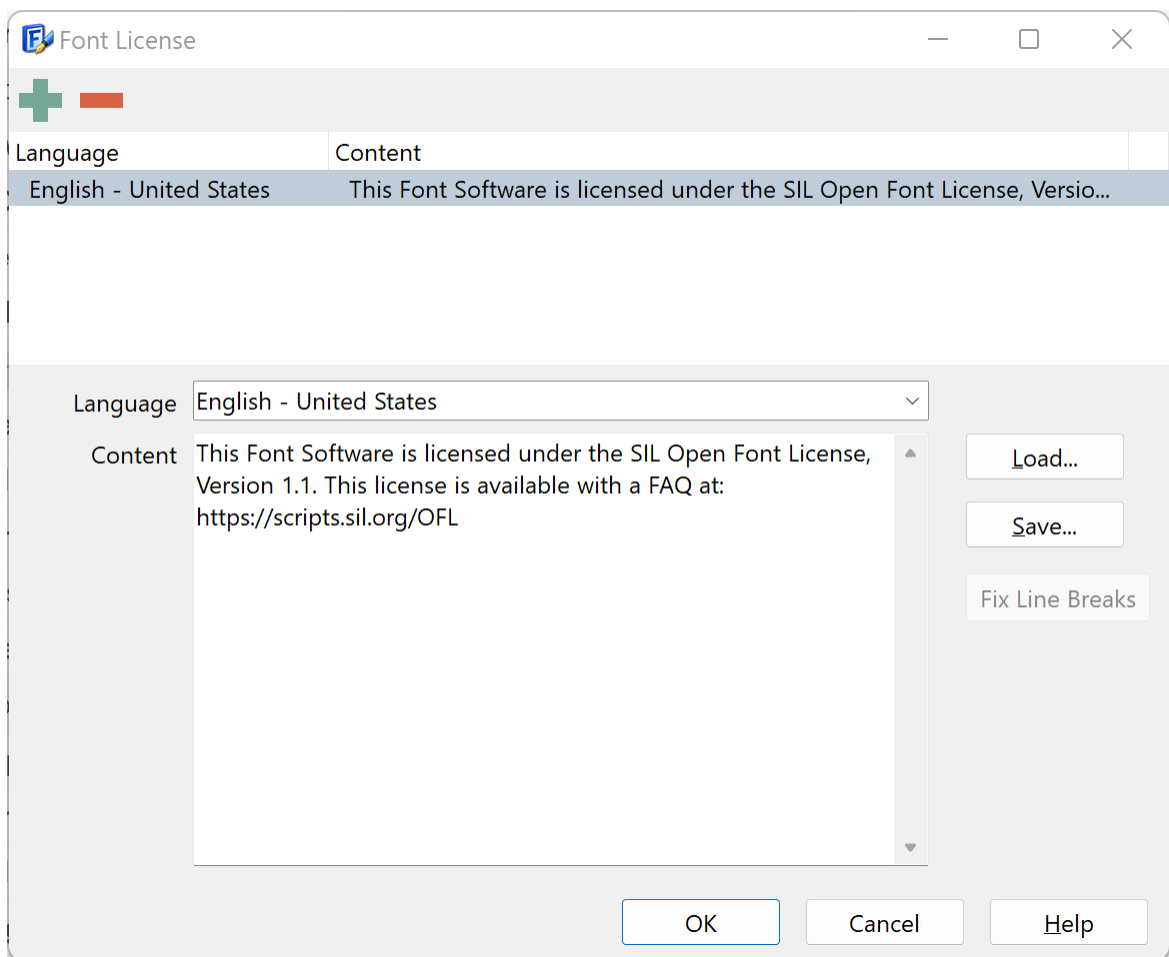 Font License
Language Content
English - United States This Font Software is licensed under the SIL Open Font License, Versio...
Language English - United States
Content This Font Software is licensed under the SIL Open Font License,
Version 1.1. This license is available with a FAQ at:
https://scripts.sil.org/OFL
Load...
Save...
Fix Line Breaks
OK Cancel Help